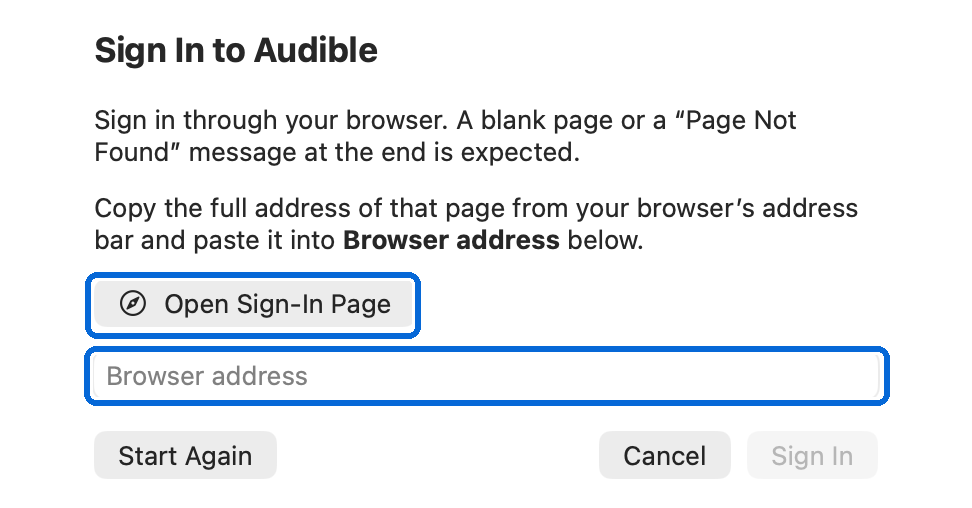 Sign In to Audible
Sign in through your browser. A blank page or a “Page Not
Found” message at the end is expected.
Copy the full address of that page from your browser’s address
bar and paste it into Browser address below.
Open Sign-In Page
Browser address
Start Again
Cancel
Sign In